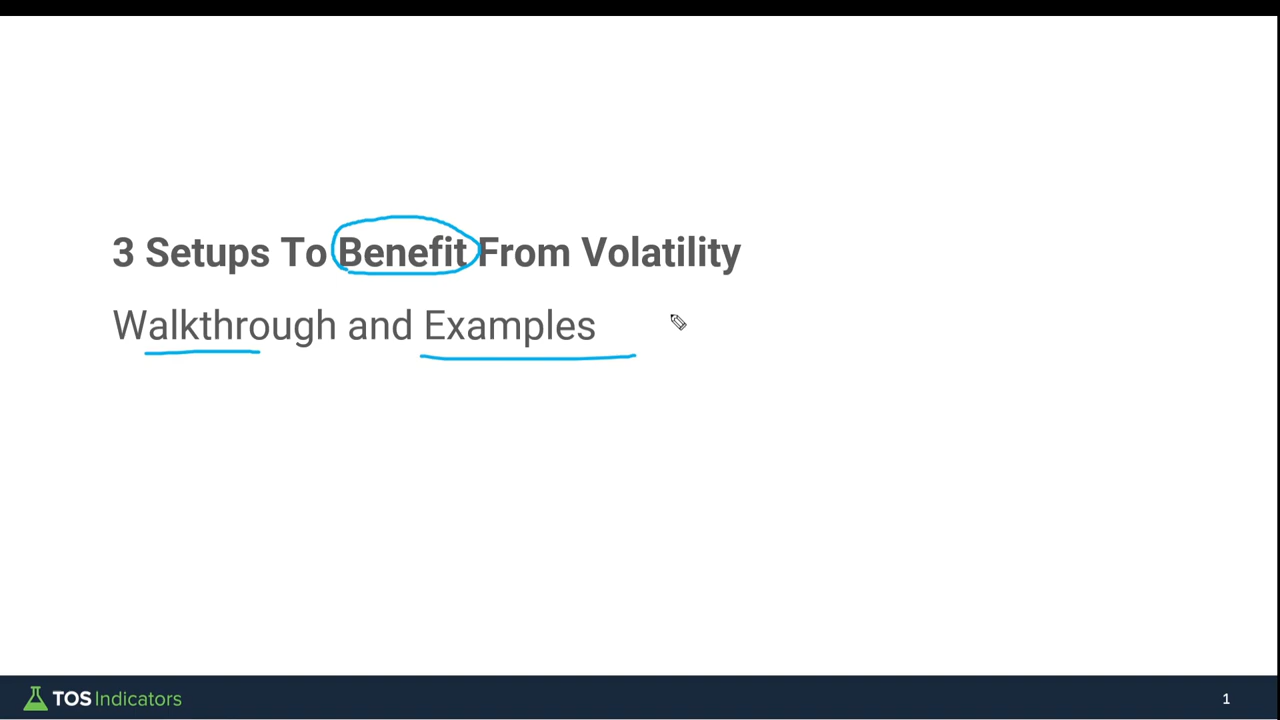 3 Setups To Benefit From Volatility
Walkthrough and Examples
TOS Indicators
1